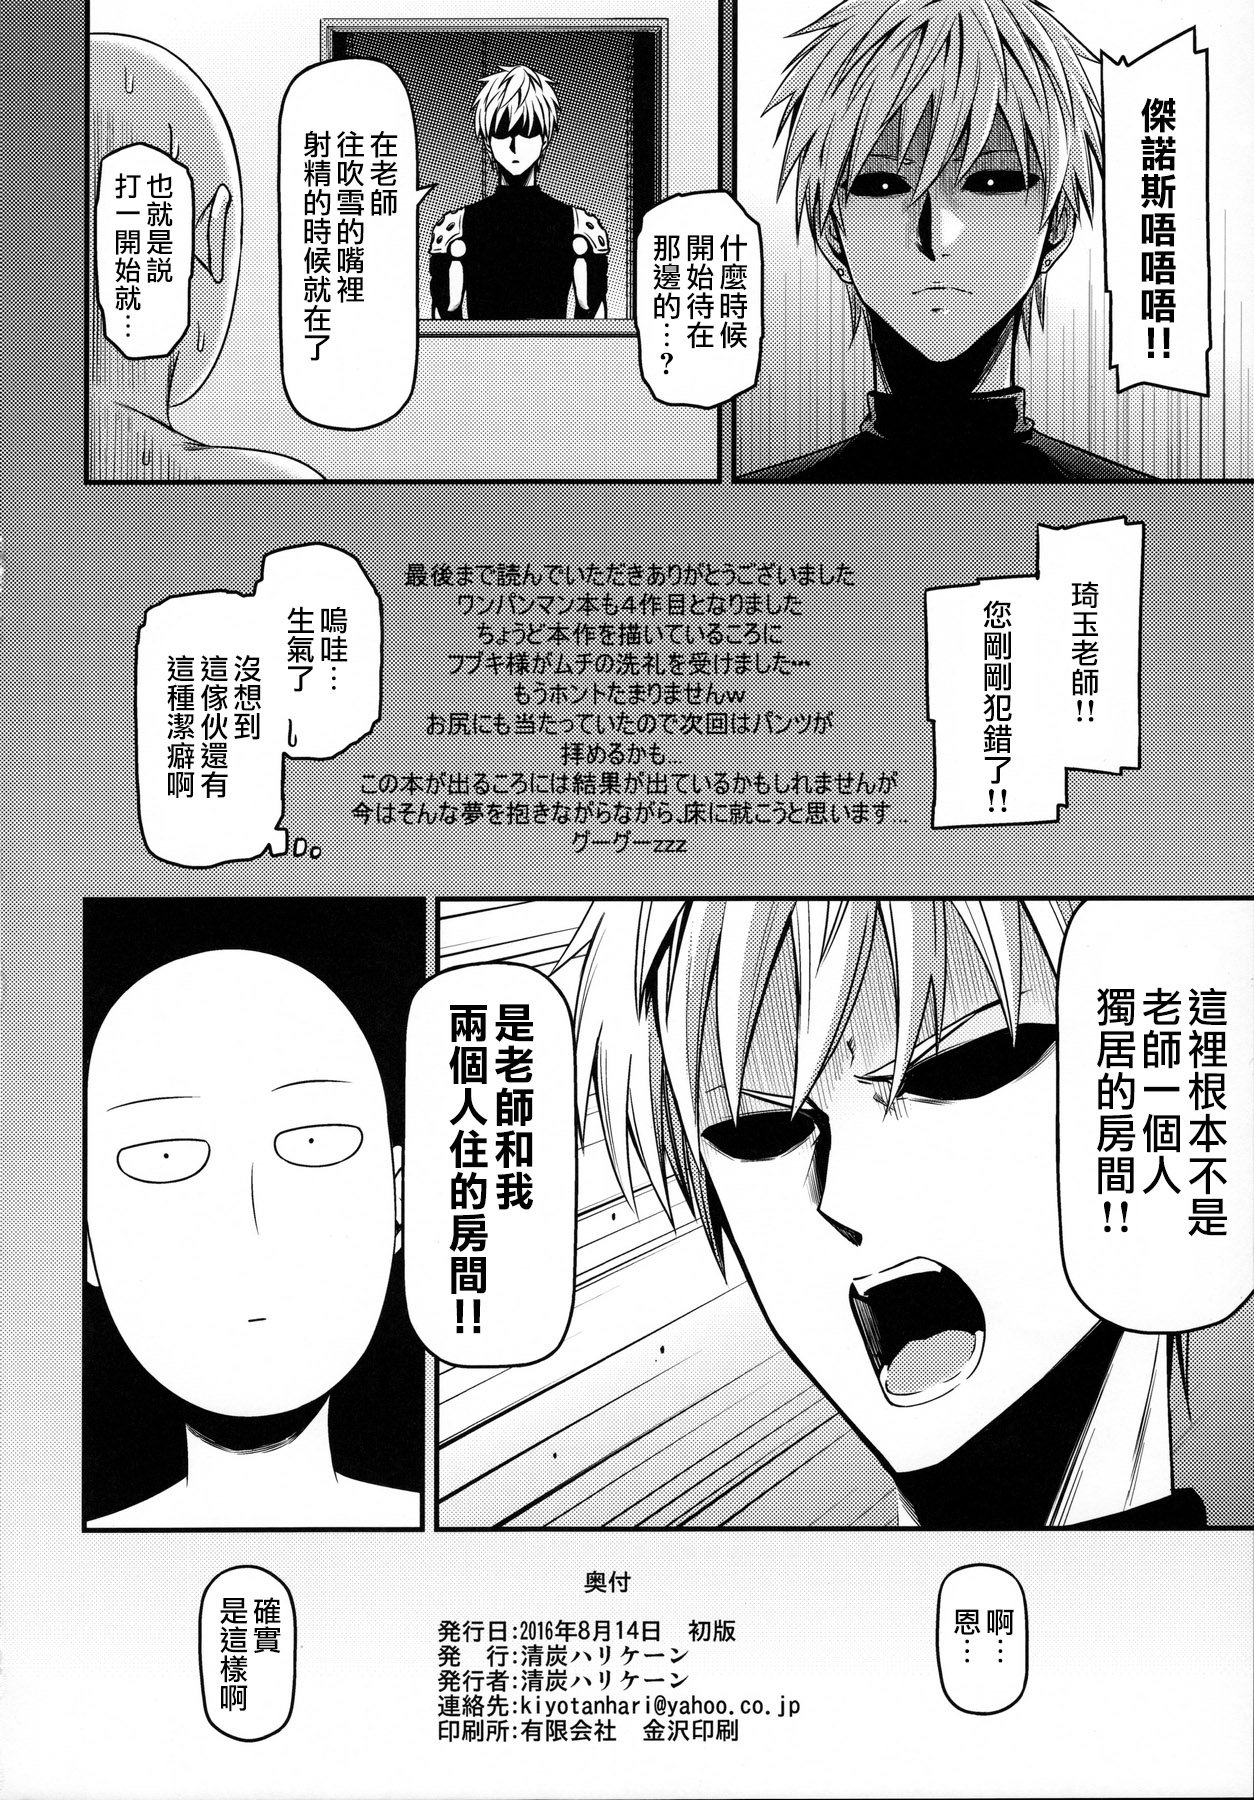 傑諾斯唔唔唔!!
什麼時候
開始待在
那邊的…?
在老師
往吹雪的嘴裡
射精的時候就在了
也就是說
打一開始就…
琦玉老師!!
您剛剛犯錯了!!
最後まで読んでいただきありがとうございました
ワンパンマン本も4作目となりました
ちょうど本作を描いているころに
フブキ様がムチの洗礼を受けました…
もうホントたまりませんw
お尻にも当たっていたので次回はパンツが
拝めるかも...
この本が出るころには結果が出ているかもしれませんが
今はそんな夢を抱きながらながら、床に就こうと思います...
グーグーzzz
嗚哇…
生氣了
沒想到
這傢伙還有
這種潔癖啊
這裡根本不是
老師一個人
獨居的房間!!
是老師和我
兩個人住的房間!!
啊…
恩…
確實
是這樣啊
奥付
発行日:2016年8月14日　初版
発　行:清炭ハリケーン
発行者:清炭ハリケーン
連絡先:kiyotanhari@yahoo.co.jp
印刷所:有限会社　金沢印刷